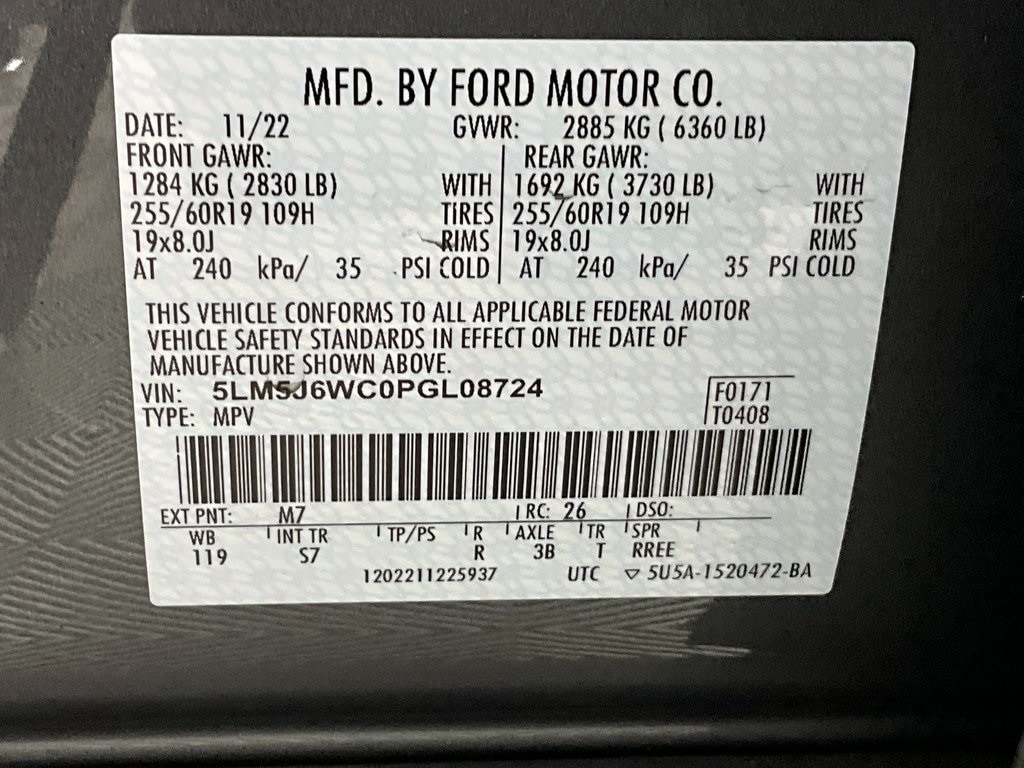 MFD. BY FORD MOTOR CO.
DATE: 11/22 GVWR: 2885 KG ( 6360 LB)
FRONT GAWR: REAR GAWR:
1284 KG ( 2830 LB) WITH 1692 KG ( 3730 LB) WITH
255/60R19 109H TIRES 255/60R19 109H TIRES
19x8.0J RIMS 19x8.0J RIMS
AT 240 kPa/ 35 PSI COLD AT 240 kPa/ 35 PSI COLD
THIS VEHICLE CONFORMS TO ALL APPLICABLE FEDERAL MOTOR
VEHICLE SAFETY STANDARDS IN EFFECT ON THE DATE OF
MANUFACTURE SHOWN ABOVE.
VIN: 5LM5J6WC0PGL08724 F0171
TYPE: MPV T0408
EXT PNT: M7 RC: 26 DSO:
WB INT TR TP/PS R AXLE TR SPR
119 S7 R 3B T RREE
1202211225937 UTC ▽ 5U5A-1520472-BA